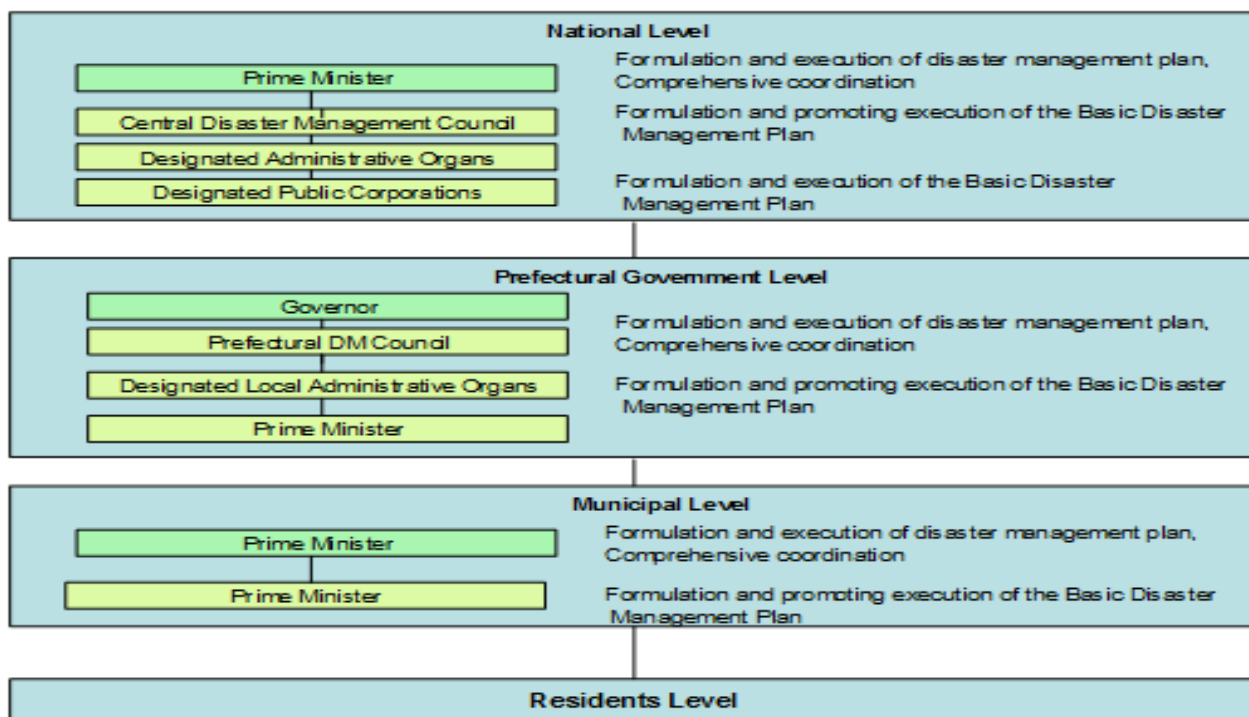 National Level
Prime Minister
Formulation and execution of disaster management plan,
Comprehensive coordination
Central Disaster Management Council
Formulation and promoting execution of the Basic Disaster
Management Plan
Designated Administrative Organs
Designated Public Corporations
Formulation and execution of the Basic Disaster
Management Plan
Prefectural Government Level
Governor
Prefectural DM Council
Formulation and execution of disaster management plan,
Comprehensive coordination
Designated Local Administrative Organs
Formulation and promoting execution of the Basic Disaster
Management Plan
Prime Minister
Municipal Level
Prime Minister
Formulation and execution of disaster management plan,
Comprehensive coordination
Prime Minister
Formulation and promoting execution of the Basic Disaster
Management Plan
Residents Level